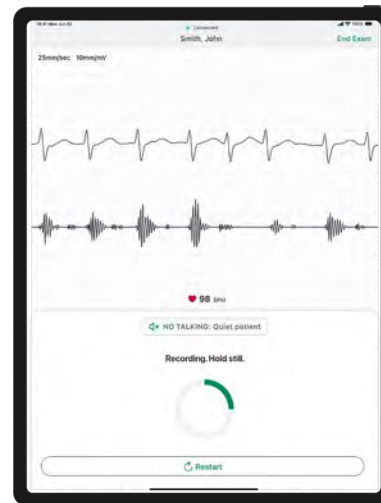 Connected
100%
Smith, John
End Exam
25mm/sec 10mm/mV
98 BPM
NO TALKING: Quiet patient
Recording. Hold still.
Restart